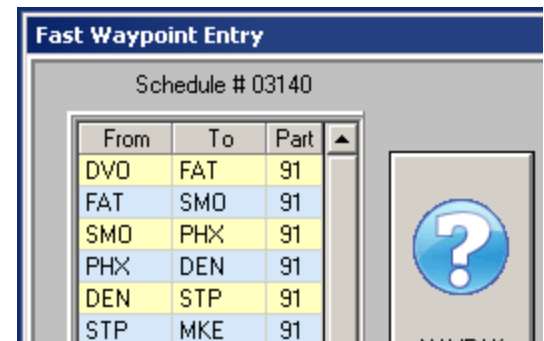 Fast Waypoint Entry
Schedule # 03140
From To Part
DVO FAT 91
FAT SMO 91
SMO PHX 91
PHX DEN 91
DEN STP 91
STP MKE 91